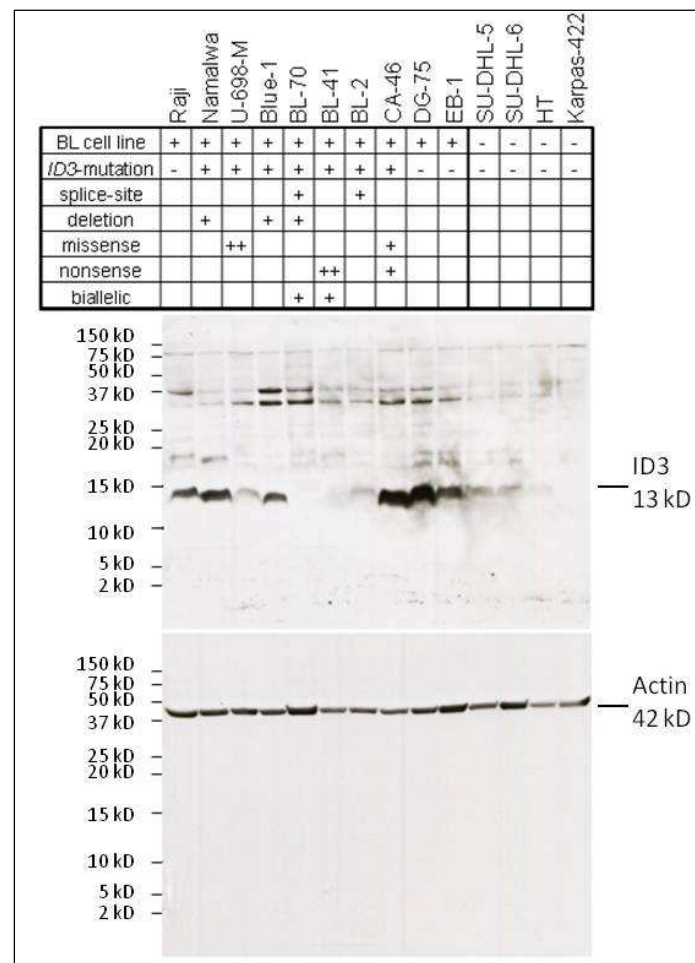 Raji Namalwa U-698-M Blue-1 BL-70 BL-41 BL-2 CA-46 DG-75 EB-1 SU-DHL-5 SU-DHL-6 HT Karpas-422
BL cell line + + + + + + + + + + - - - -
ID3-mutation - + + + + + + + - - - - - -
splice-site + +
deletion + + +
missense ++ +
nonsense ++ +
biallelic + +
150 kD
75 kD
50 kD
37 kD
25 kD
20 kD
15 kD
10 kD
5 kD
2 kD
ID3
13 kD
150 kD
75 kD
50 kD
37 kD
25 kD
20 kD
15 kD
10 kD
5 kD
2 kD
Actin
42 kD